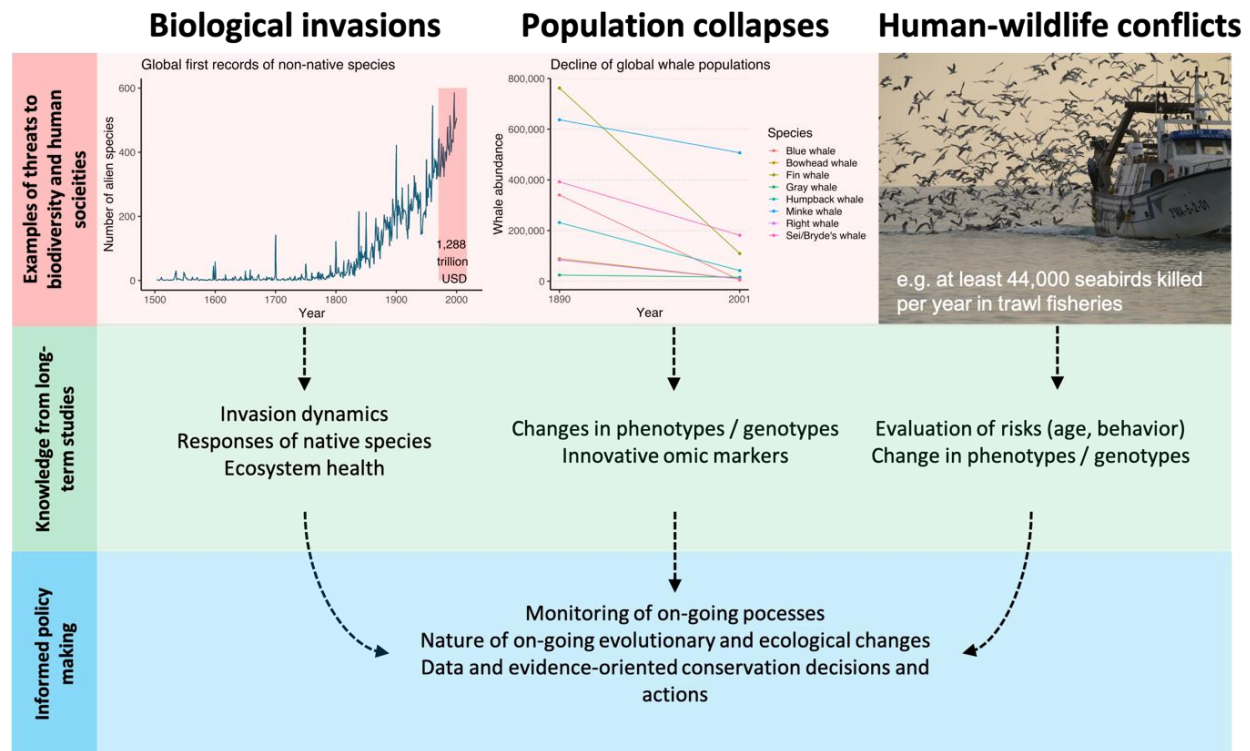 Biological invasions
Population collapses
Human-wildlife conflicts
Examples of threats to
biodiversity and human
socieities
Global first records of non-native species
Number of alien species
600
400
200
0
1,288
trillion
USD
1500
1600
1700
1800
1900
2000
Year
Decline of global whale populations
Whale abundance
800,000
600,000
400,000
200,000
0
1890
2001
Year
Species
Blue whale
Bowhead whale
Fin whale
Gray whale
Humpback whale
Minke whale
Right whale
Sei/Bryde's whale
e.g. at least 44,000 seabirds killed
per year in trawl fisheries
Knowledge from long-
term studies
Invasion dynamics
Responses of native species
Ecosystem health
Changes in phenotypes / genotypes
Innovative omic markers
Evaluation of risks (age, behavior)
Change in phenotypes / genotypes
Informed policy
making
Monitoring of on-going pocesses
Nature of on-going evolutionary and ecological changes
Data and evidence-oriented conservation decisions and
actions